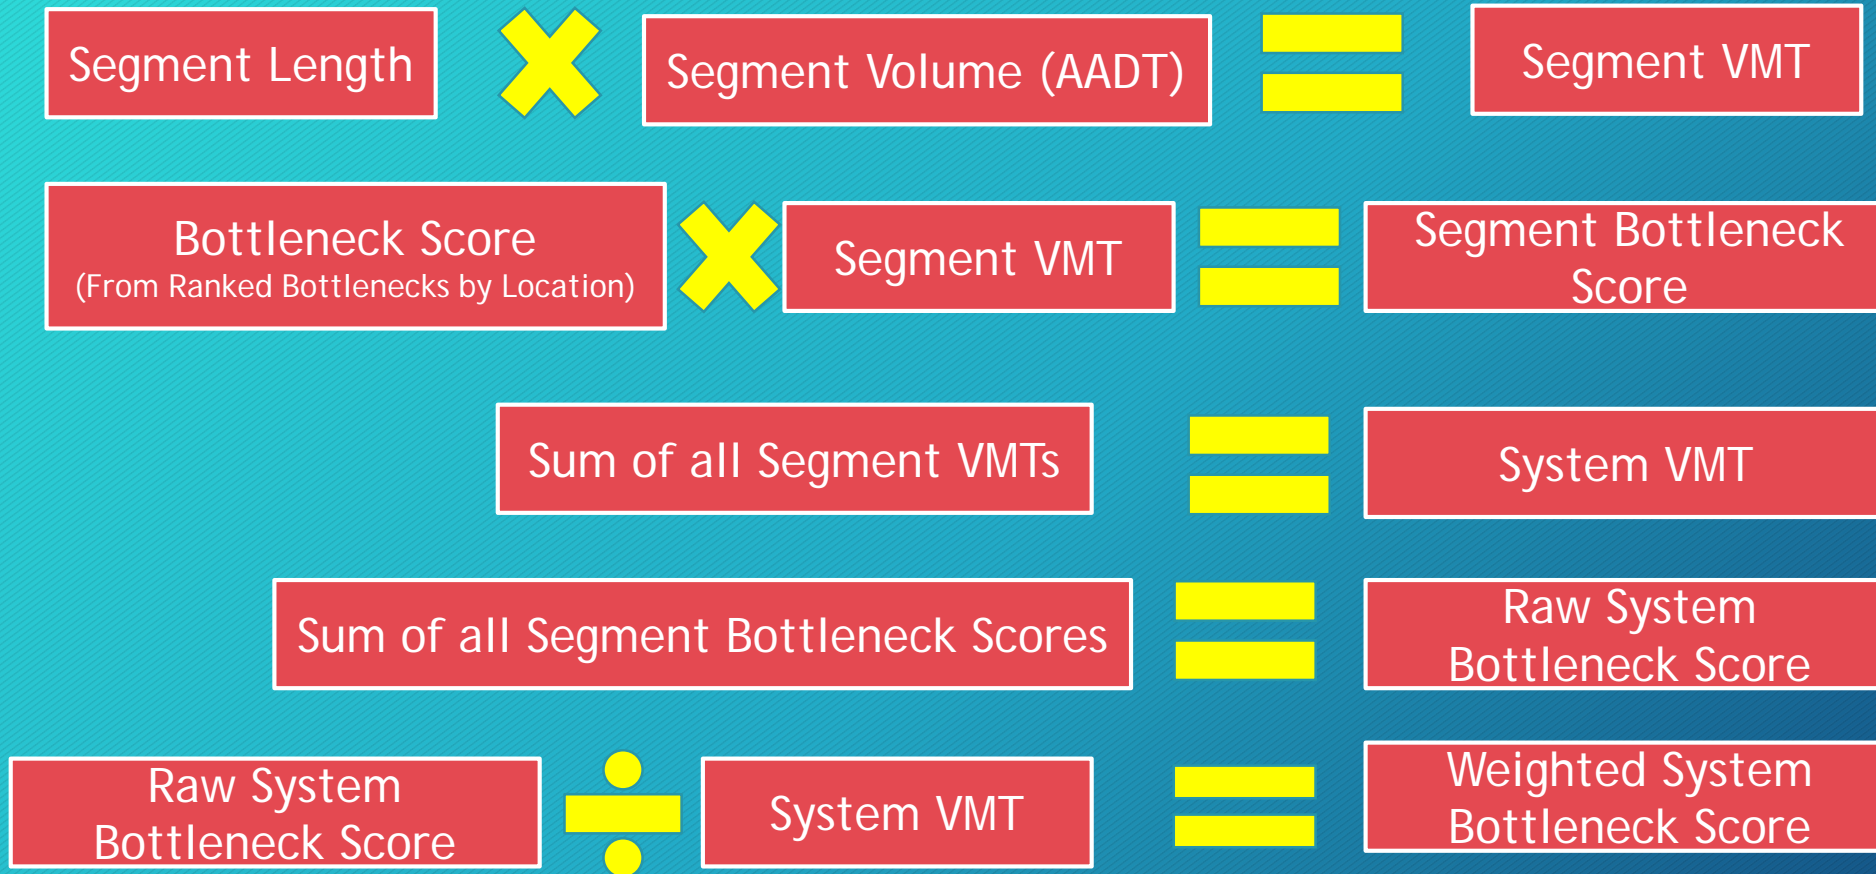 Segment Length
Segment Volume (AADT)
Segment VMT
Bottleneck Score
(From Ranked Bottlenecks by Location)
Segment VMT
Segment Bottleneck
Score
Sum of all Segment VMTs
System VMT
Sum of all Segment Bottleneck Scores
Raw System
Bottleneck Score
Raw System
Bottleneck Score
System VMT
Weighted System
Bottleneck Score